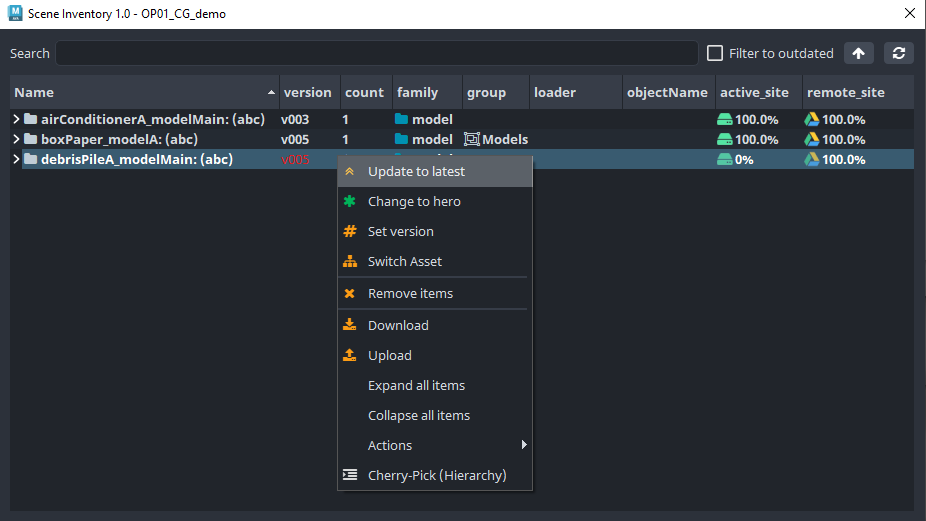 Scene Inventory 1.0 - OP01_CG_demo
Search
Filter to outdated
Name version count family group loader objectName active_site remote_site
airConditionerA_modelMain: (abc) v003 1 model 100.0% 100.0%
boxPaper_modelA: (abc) v005 1 model Models 100.0% 100.0%
debrisPileA_modelMain: (abc) v005 0% 100.0%
Update to latest
Change to hero
Set version
Switch Asset
Remove items
Download
Upload
Expand all items
Collapse all items
Actions
Cherry-Pick (Hierarchy)